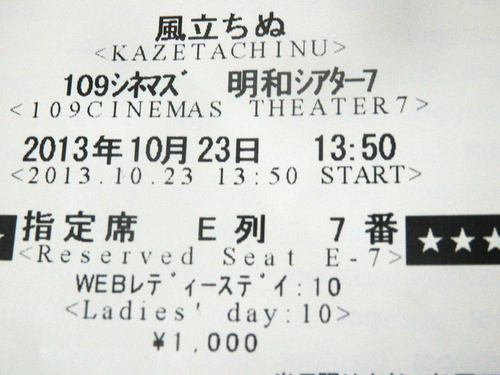 風立ちぬ
<KAZETACHINU>
109シネマズ 明和シアター7
<109CINEMAS THEATER7>
2013年10月23日 13:50
<2013.10.23 13:50 START>
指定席 E列 7番
<Reserved Seat E-7>
WEBレディースデイ:10
<Ladies' day:10>
¥1,000